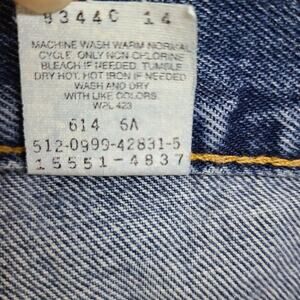 93440 14
MACHINE WASH WARM NORMAL
CYCLE. ONLY NON-CHLORINE
BLEACH IF NEEDED. TUMBLE
DRY HOT. HOT IRON IF NEEDED
WASH AND DRY
WITH LIKE COLORS
WPL 423
614 6A
512-0999-42831-5
15551-4837